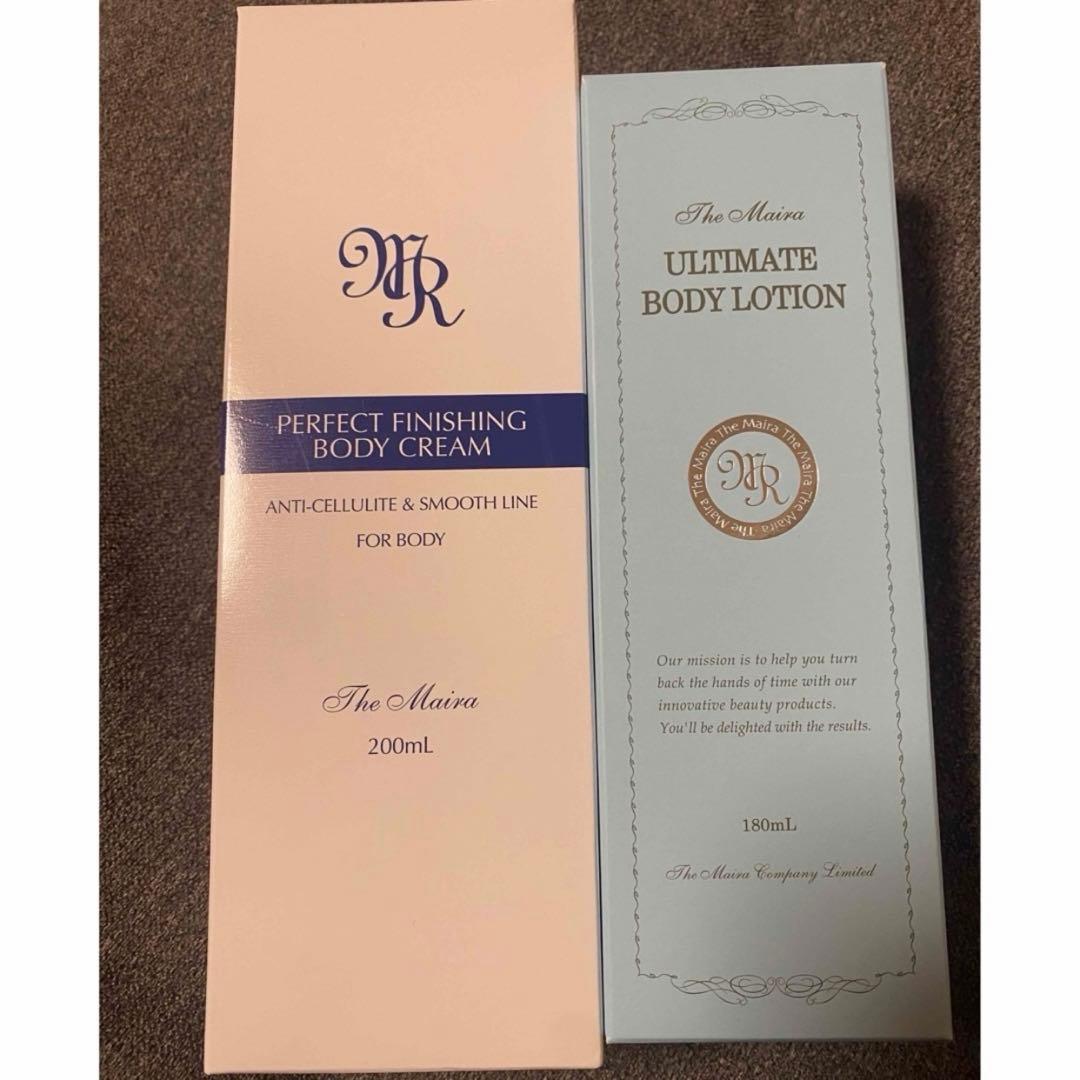 MR
PERFECT FINISHING
BODY CREAM
ANTI-CELLULITE & SMOOTH LINE
FOR BODY
The Maira
200mL
The Maira
ULTIMATE
BODY LOTION
The Maira The Maira The Maira The Maira
MR
Our mission is to help you turn
back the hands of time with our
innovative beauty products.
You'll be delighted with the results.
180mL
The Maira Company Limited